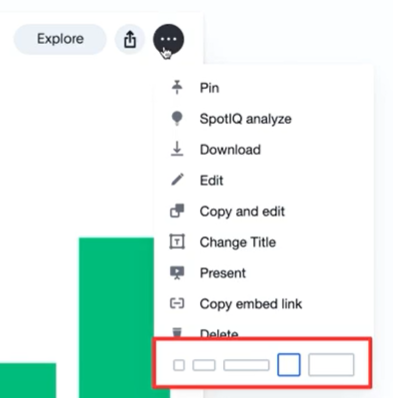 Explore
Pin
SpotIQ analyze
Download
Edit
Copy and edit
Change Title
Present
Copy embed link
Delete